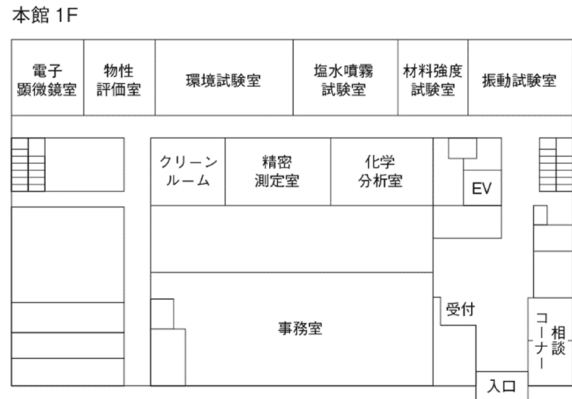 本館 1F
電子
顕微鏡室
物性
評価室
環境試験室
塩水噴霧
試験室
材料強度
試験室
振動試験室
クリーン
ルーム
精密
測定室
化学
分析室
EV
事務室
受付
相談
コーナー
入口